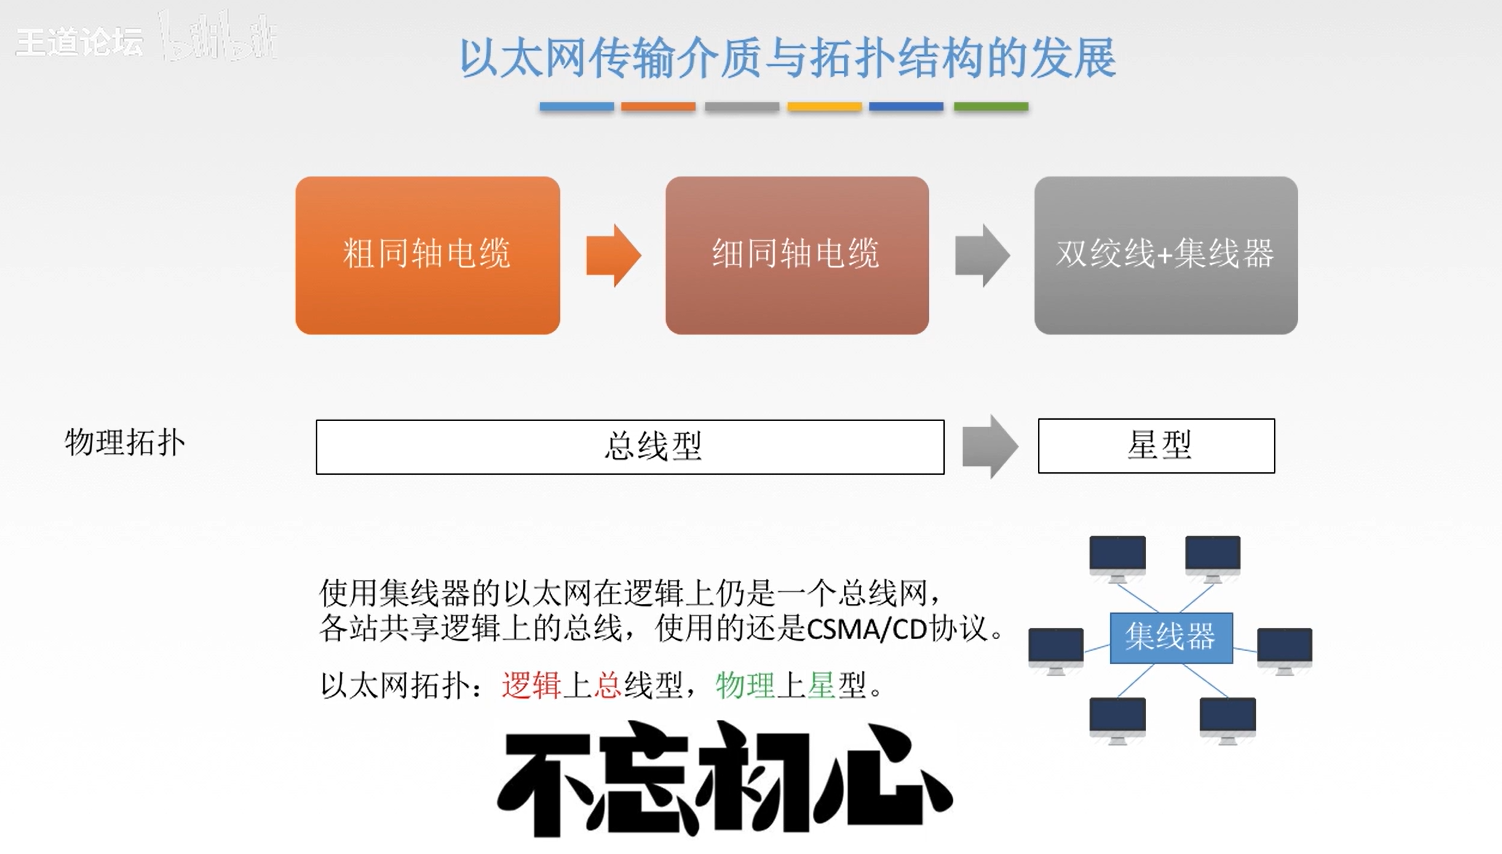 王道论坛 bilibili
以太网传输介质与拓扑结构的发展
粗同轴电缆
细同轴电缆
双绞线+集线器
物理拓扑
总线型
星型
使用集线器的以太网在逻辑上仍是一个总线网，
各站共享逻辑上的总线，使用的还是CSMA/CD协议。
集线器
以太网拓扑：逻辑上总线型，物理上星型。
不忘初心